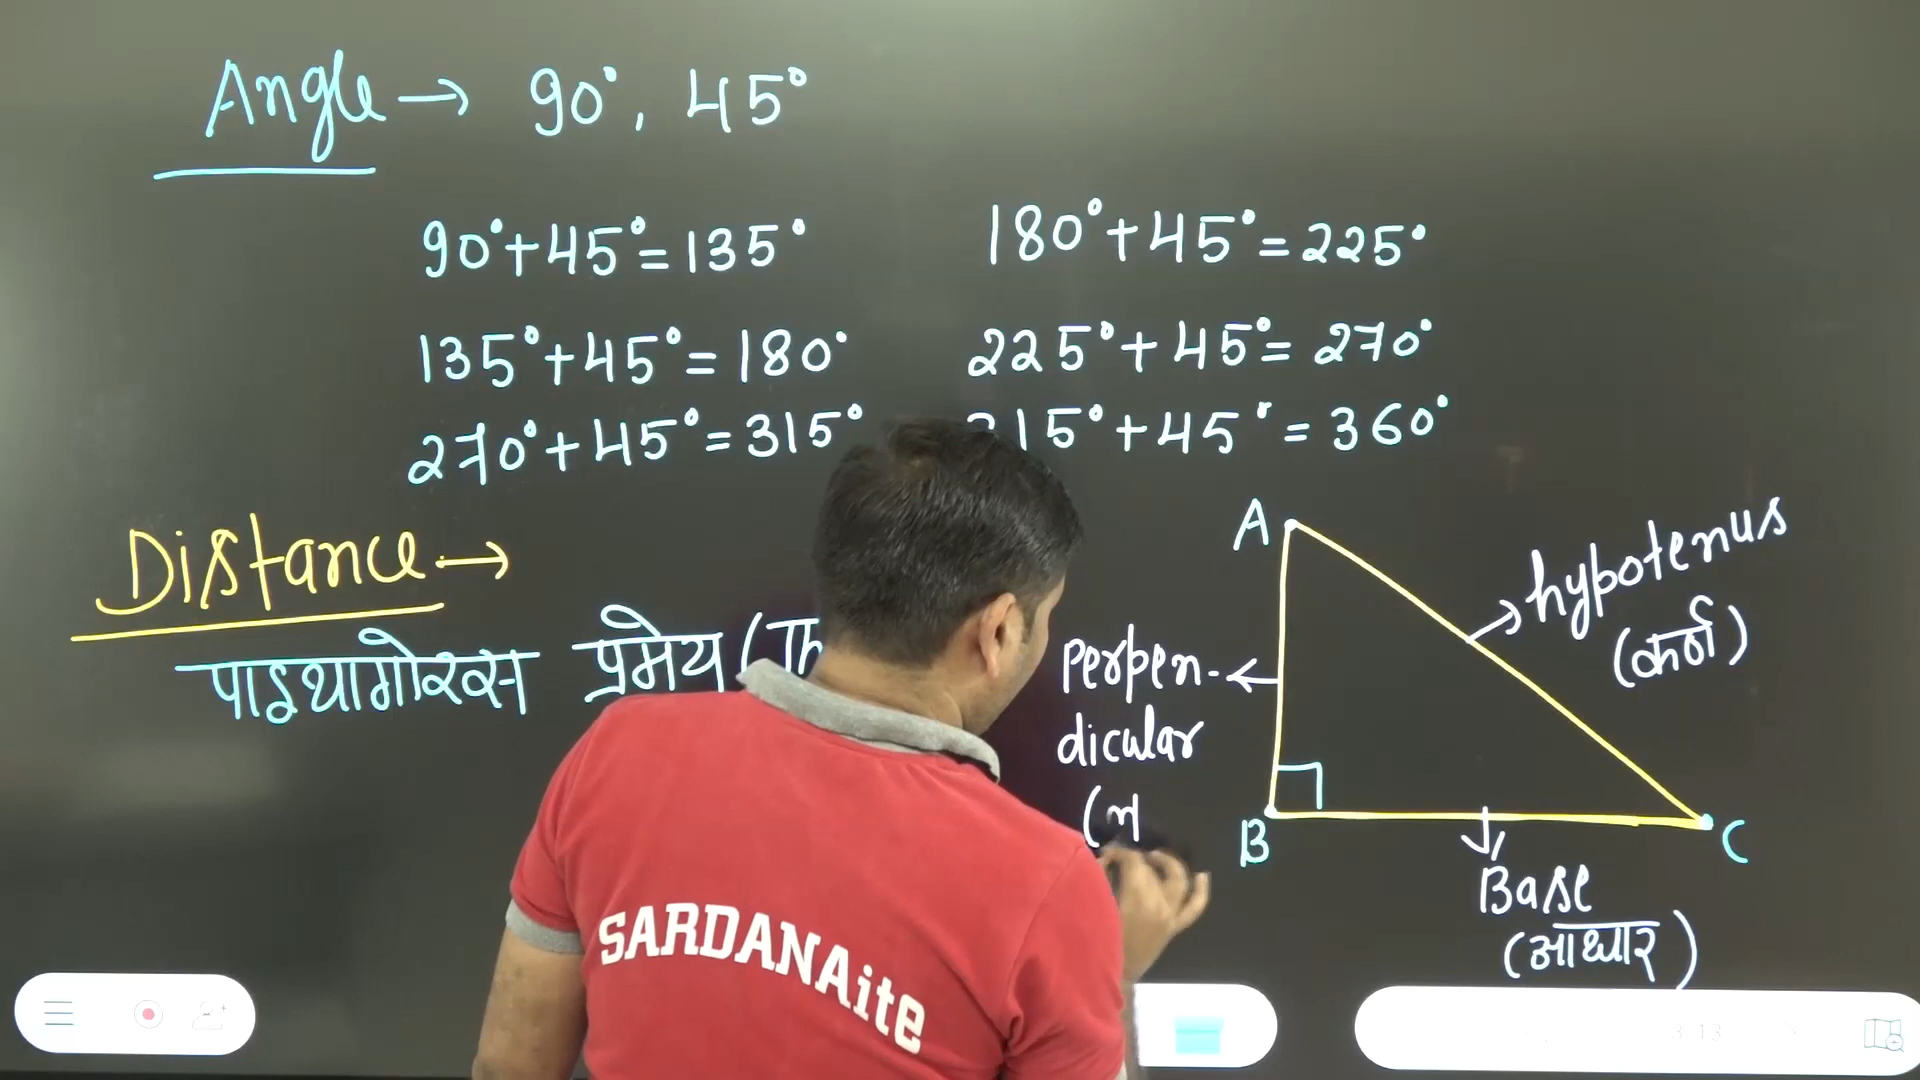 Angle → 90°, 45°
90°+45°=135°
180°+45°=225°
135°+45°=180°
225°+45°=270°
270°+45°=315°
315°+45°=360°
Distance →
पाइथागोरस प्रमेय (
A
hypotenus
(कर्ण)
perpen-
dicular
(
B
C
Base
(आधार)
SARDANAite